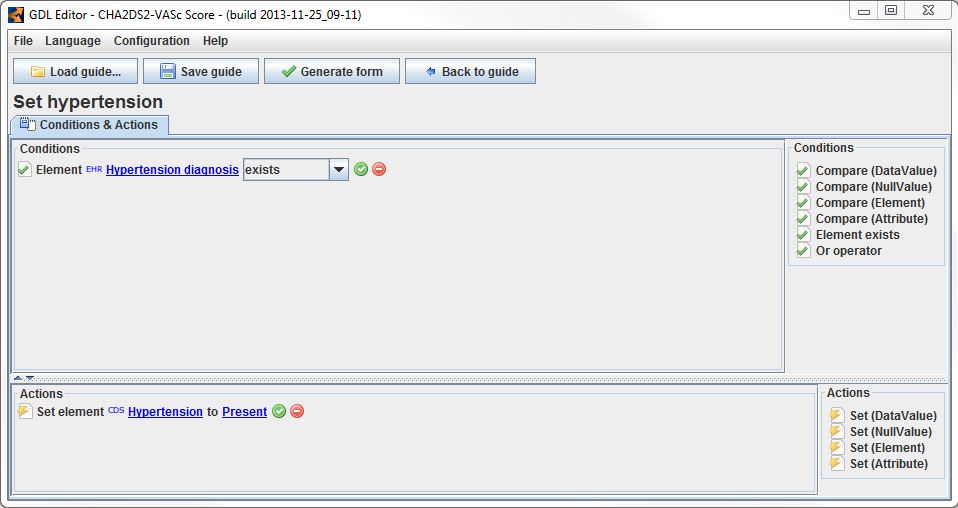 GDL Editor - CHA2DS2-VASc Score - (build 2013-11-25_09-11)
File Language Configuration Help
Load guide... Save guide Generate form Back to guide
Set hypertension
Conditions & Actions
Conditions
Element EHR Hypertension diagnosis exists
Conditions
Compare (DataValue)
Compare (NullValue)
Compare (Element)
Compare (Attribute)
Element exists
Or operator
Actions
Set element CDS Hypertension to Present
Actions
Set (DataValue)
Set (NullValue)
Set (Element)
Set (Attribute)